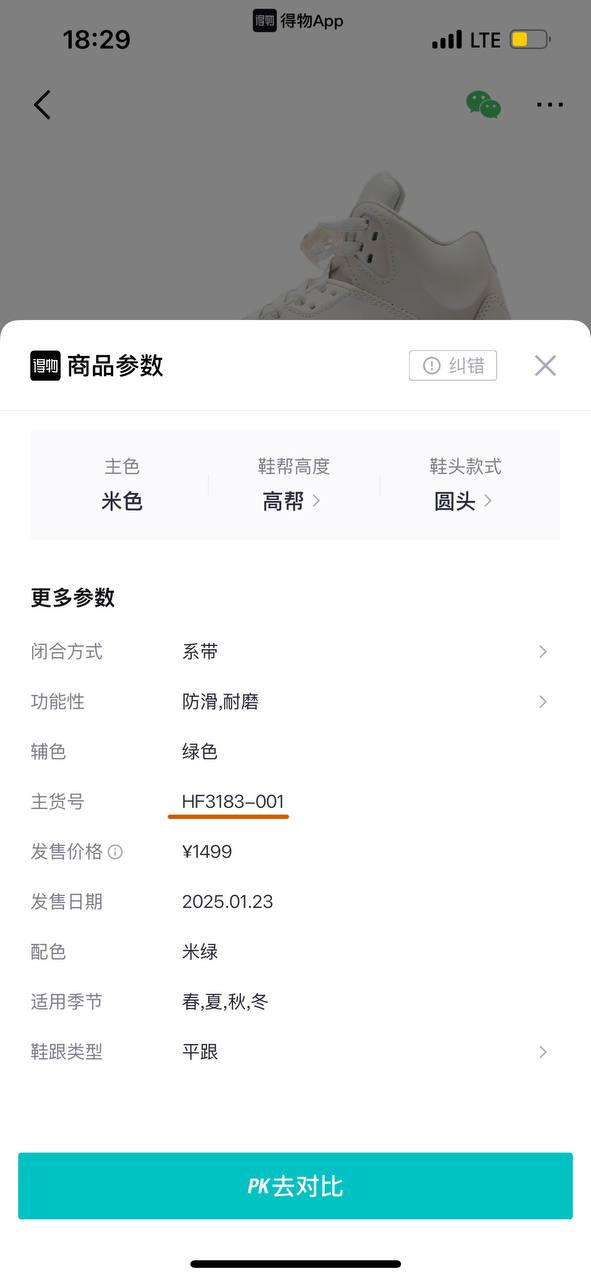 得物 得物App
18:29
LTE
得物 商品参数
纠错
主色
鞋帮高度
鞋头款式
米色
高帮
圆头
更多参数
闭合方式 系带
功能性 防滑,耐磨
辅色 绿色
主货号 HF3183-001
发售价格 ¥1499
发售日期 2025.01.23
配色 米绿
适用季节 春,夏,秋,冬
鞋跟类型 平跟
PK去对比